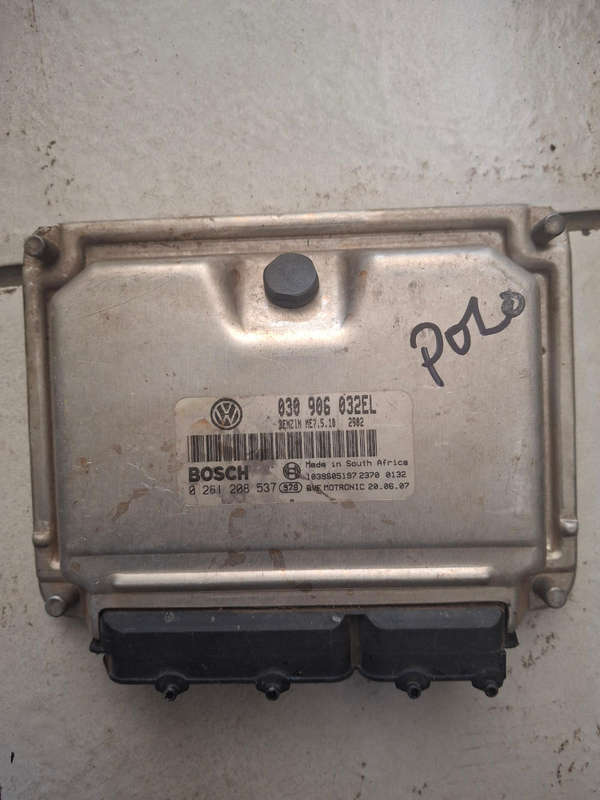 POLO
030 906 032EL
BENZIN ME7.5.10 2902
BOSCH
Made in South Africa
1039S05197 2370 0132
0 261 208 537
978
MOTRONIC 20.06.07